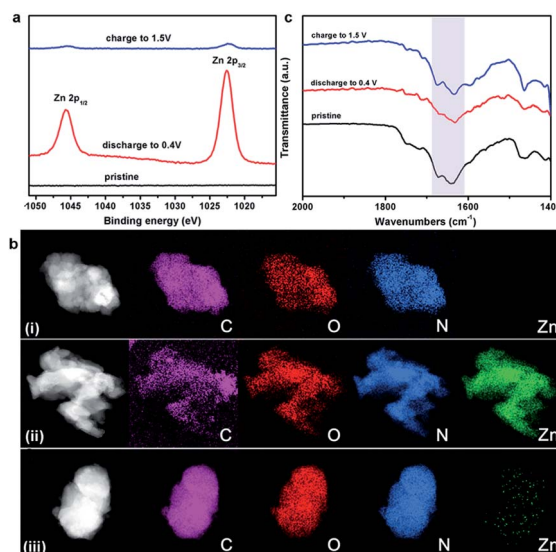 a
charge to 1.5V
Zn 2p3/2
Zn 2p1/2
discharge to 0.4V
pristine
1050 1045 1040 1035 1030 1025 1020
Binding energy (eV)
c
charge to 1.5 V
discharge to 0.4 V
pristine
Transmittance (a.u.)
2000 1800 1600 1400
Wavenumbers (cm-1)
b
(i) C O N Zn
(ii) C O N Zn
(iii) C O N Zn